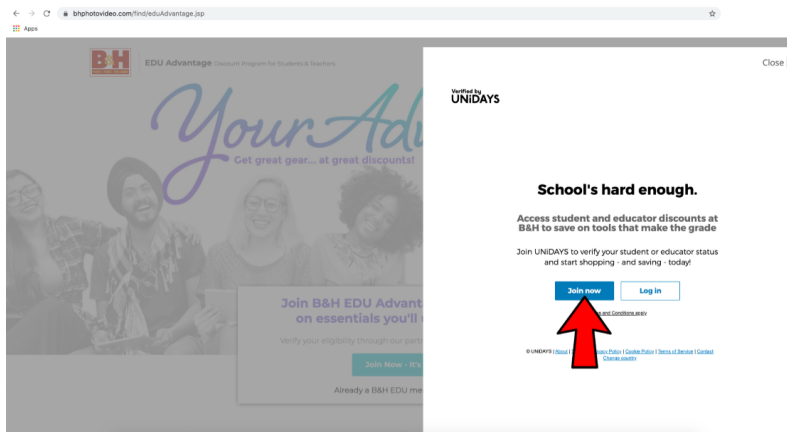 bhphotovideo.com/find/eduAdvantage.jsp
Apps
B&H
EDU Advantage Discount Program for Students & Teachers
Your Ad
Get great gear... at great discounts!
Join B&H EDU Advant
on essentials you'll
Verify your eligibility through our part
Join Now - It's
Already a B&H EDU me
Close
Verified by
UNiDAYS
School's hard enough.
Access student and educator discounts at
B&H to save on tools that make the grade
Join UNiDAYS to verify your student or educator status
and start shopping - and saving - today!
Join now
Log in
and Conditions apply
© UNiDAYS | About | Policy | Cookie Policy | Terms of Service | Contact
Change country